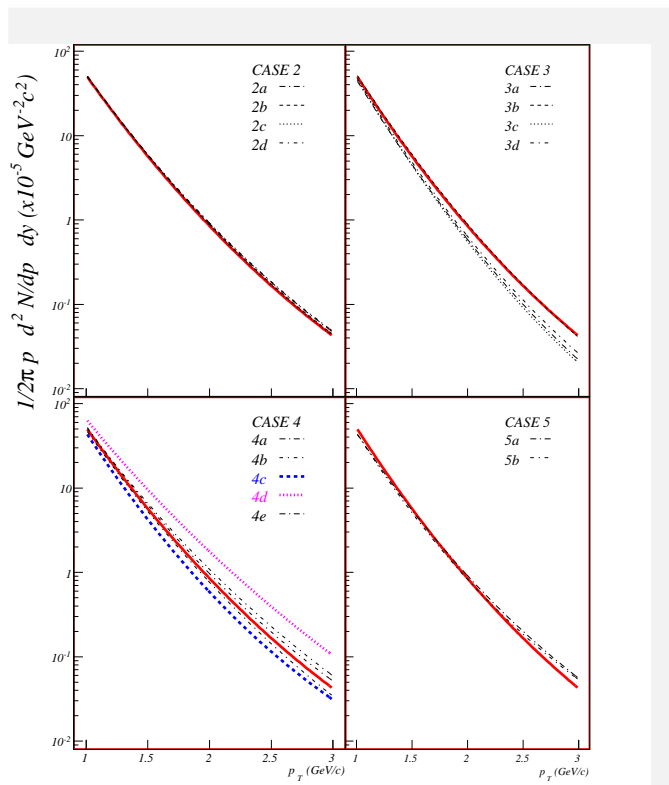 1/2π p d² N/dp dy (x10⁻⁵ GeV⁻²c²)
10²
10
1
10⁻¹
10⁻²
CASE 2
2a
2b
2c
2d
CASE 3
3a
3b
3c
3d
10²
10
1
10⁻¹
10⁻²
CASE 4
4a
4b
4c
4d
4e
CASE 5
5a
5b
1 1.5 2 2.5 3
1 1.5 2 2.5 3
p_T (GeV/c)
p_T (GeV/c)